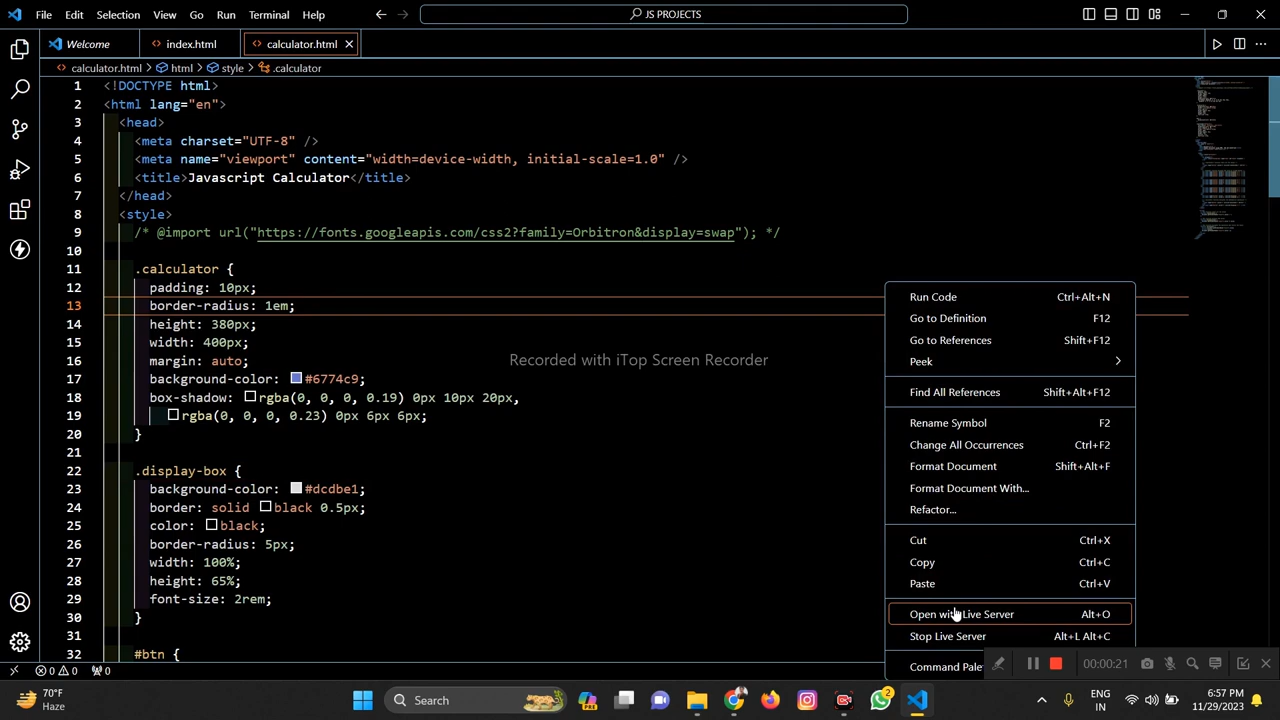 File Edit Selection View Go Run Terminal Help JS PROJECTS
Welcome index.html calculator.html
calculator.html > html > style > .calculator
1 <!DOCTYPE html>
2 <html lang="en">
3 <head>
4 <meta charset="UTF-8" />
5 <meta name="viewport" content="width=device-width, initial-scale=1.0" />
6 <title>Javascript Calculator</title>
7 </head>
8 <style>
9 /* @import url("https://fonts.googleapis.com/css2?family=Orbitron&display=swap"); */
10
11 .calculator {
12 padding: 10px;
13 border-radius: 1em;
14 height: 380px;
15 width: 400px;
16 margin: auto;
17 background-color: #6774c9;
18 box-shadow: rgba(0, 0, 0, 0.19) 0px 10px 20px,
19 rgba(0, 0, 0, 0.23) 0px 6px 6px;
20 }
21
22 .display-box {
23 background-color: #dcdbe1;
24 border: solid black 0.5px;
25 color: black;
26 border-radius: 5px;
27 width: 100%;
28 height: 65%;
29 font-size: 2rem;
30 }
31
32 #btn {
Recorded with iTop Screen Recorder
Run Code Ctrl+Alt+N
Go to Definition F12
Go to References Shift+F12
Peek
Find All References Shift+Alt+F12
Rename Symbol F2
Change All Occurrences Ctrl+F2
Format Document Shift+Alt+F
Format Document With...
Refactor...
Cut Ctrl+X
Copy Ctrl+C
Paste Ctrl+V
Open with Live Server Alt+O
Stop Live Server Alt+L Alt+C
Command Pale
00:00:21
0 0 0
70°F
Haze
Search
PRE
2
ENG
IN
6:57 PM
11/29/2023